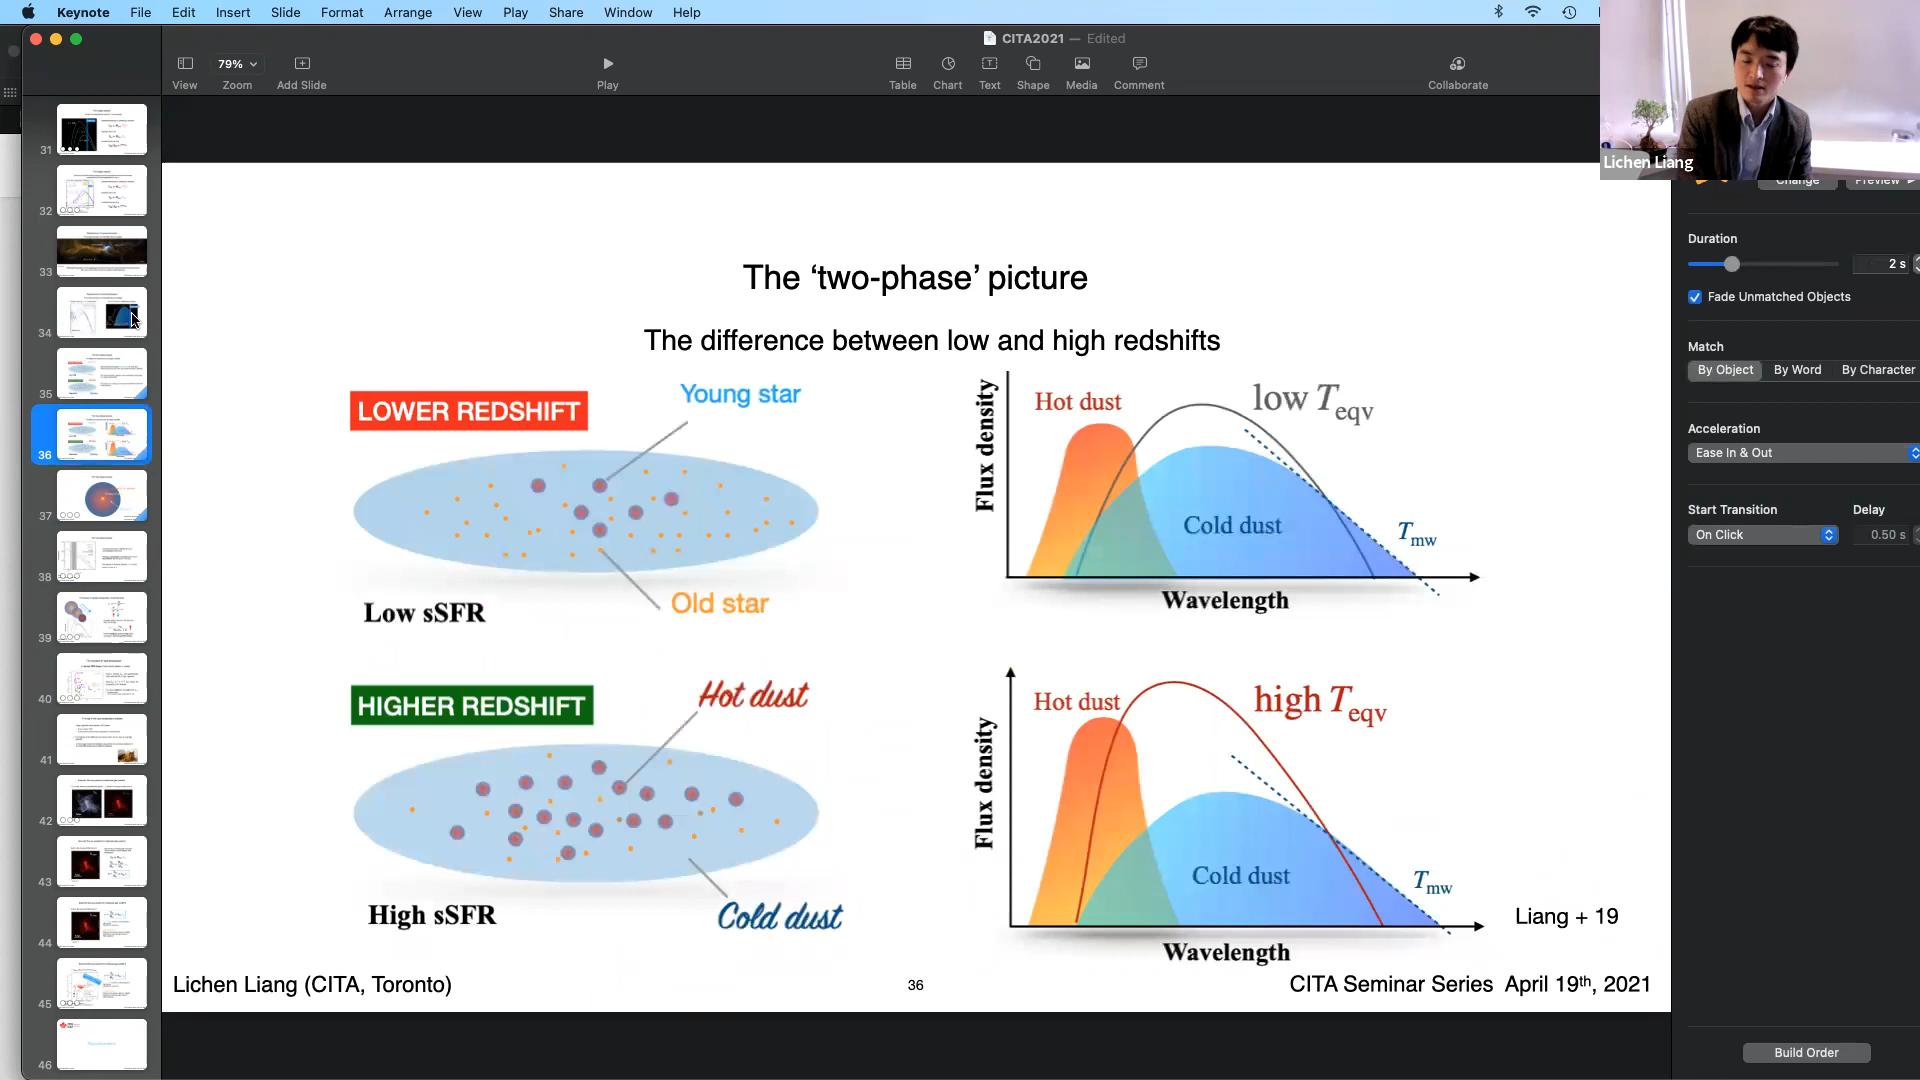 Keynote File Edit Insert Slide Format Arrange View Play Share Window Help
CITA2021 — Edited
79%
View Zoom Add Slide Play Table Chart Text Shape Media Comment Collaborate
Lichen Liang
31
32
33
34
35
36
37
38
39
40
41
42
43
44
45
46
The ‘two-phase’ picture
The difference between low and high redshifts
LOWER REDSHIFT
Young star
Old star
Low sSFR
Flux density
Hot dust
low Teqv
Cold dust
Tmw
Wavelength
HIGHER REDSHIFT
Hot dust
Cold dust
High sSFR
Flux density
Hot dust
high Teqv
Cold dust
Tmw
Wavelength
Liang + 19
Lichen Liang (CITA, Toronto)
36
CITA Seminar Series April 19th, 2021
Change Preview
Duration
2 s
Fade Unmatched Objects
Match
By Object By Word By Character
Acceleration
Ease In & Out
Start Transition Delay
On Click 0.50 s
Build Order